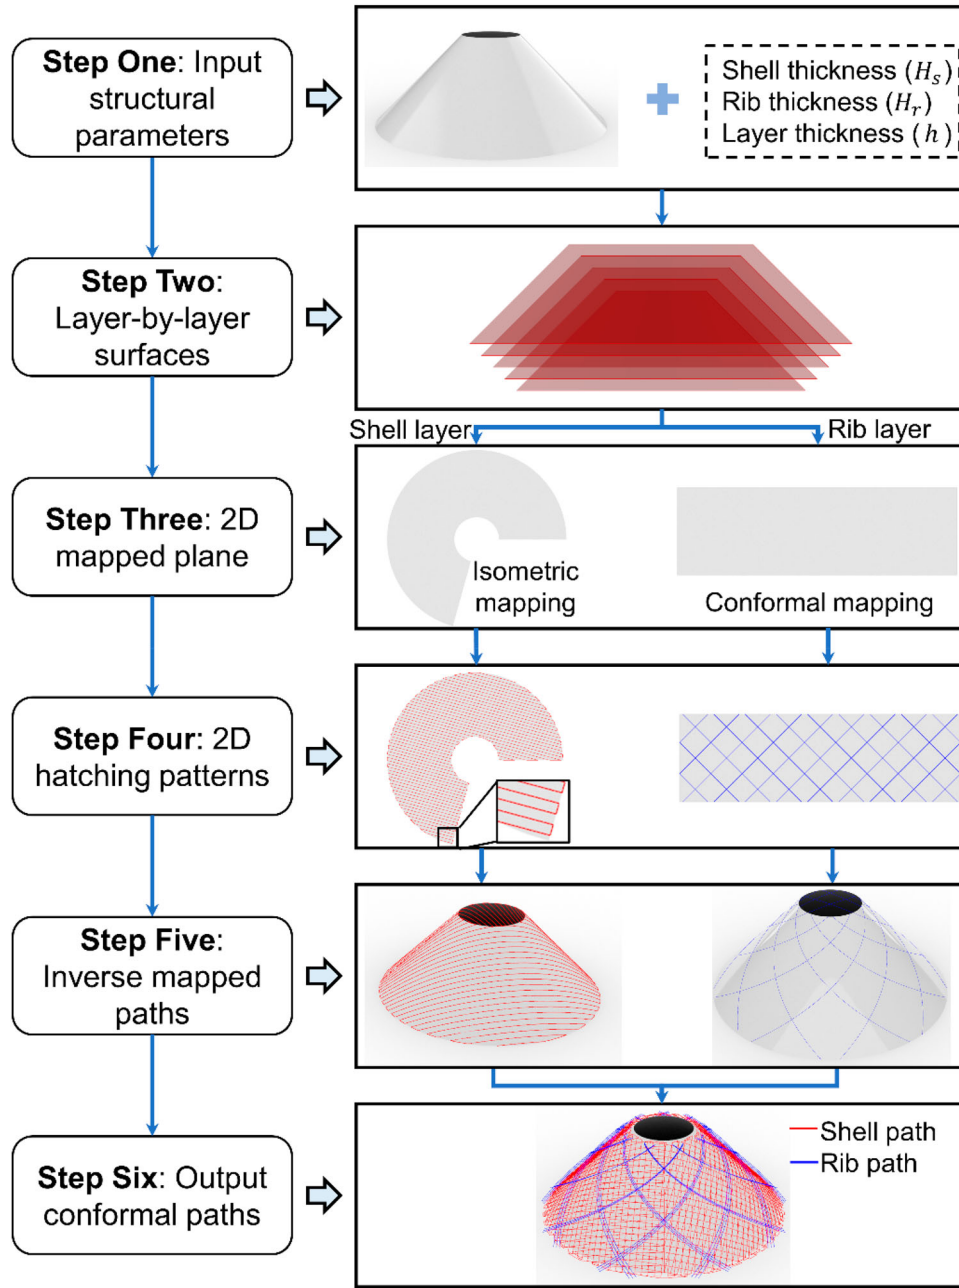 Step One: Input
structural
parameters
Shell thickness (Hₛ)
Rib thickness (Hᵣ)
Layer thickness (h)
Step Two:
Layer-by-layer
surfaces
Shell layer
Rib layer
Step Three: 2D
mapped plane
Isometric
mapping
Conformal mapping
Step Four: 2D
hatching patterns
Step Five:
Inverse mapped
paths
Step Six: Output
conformal paths
Shell path
Rib path